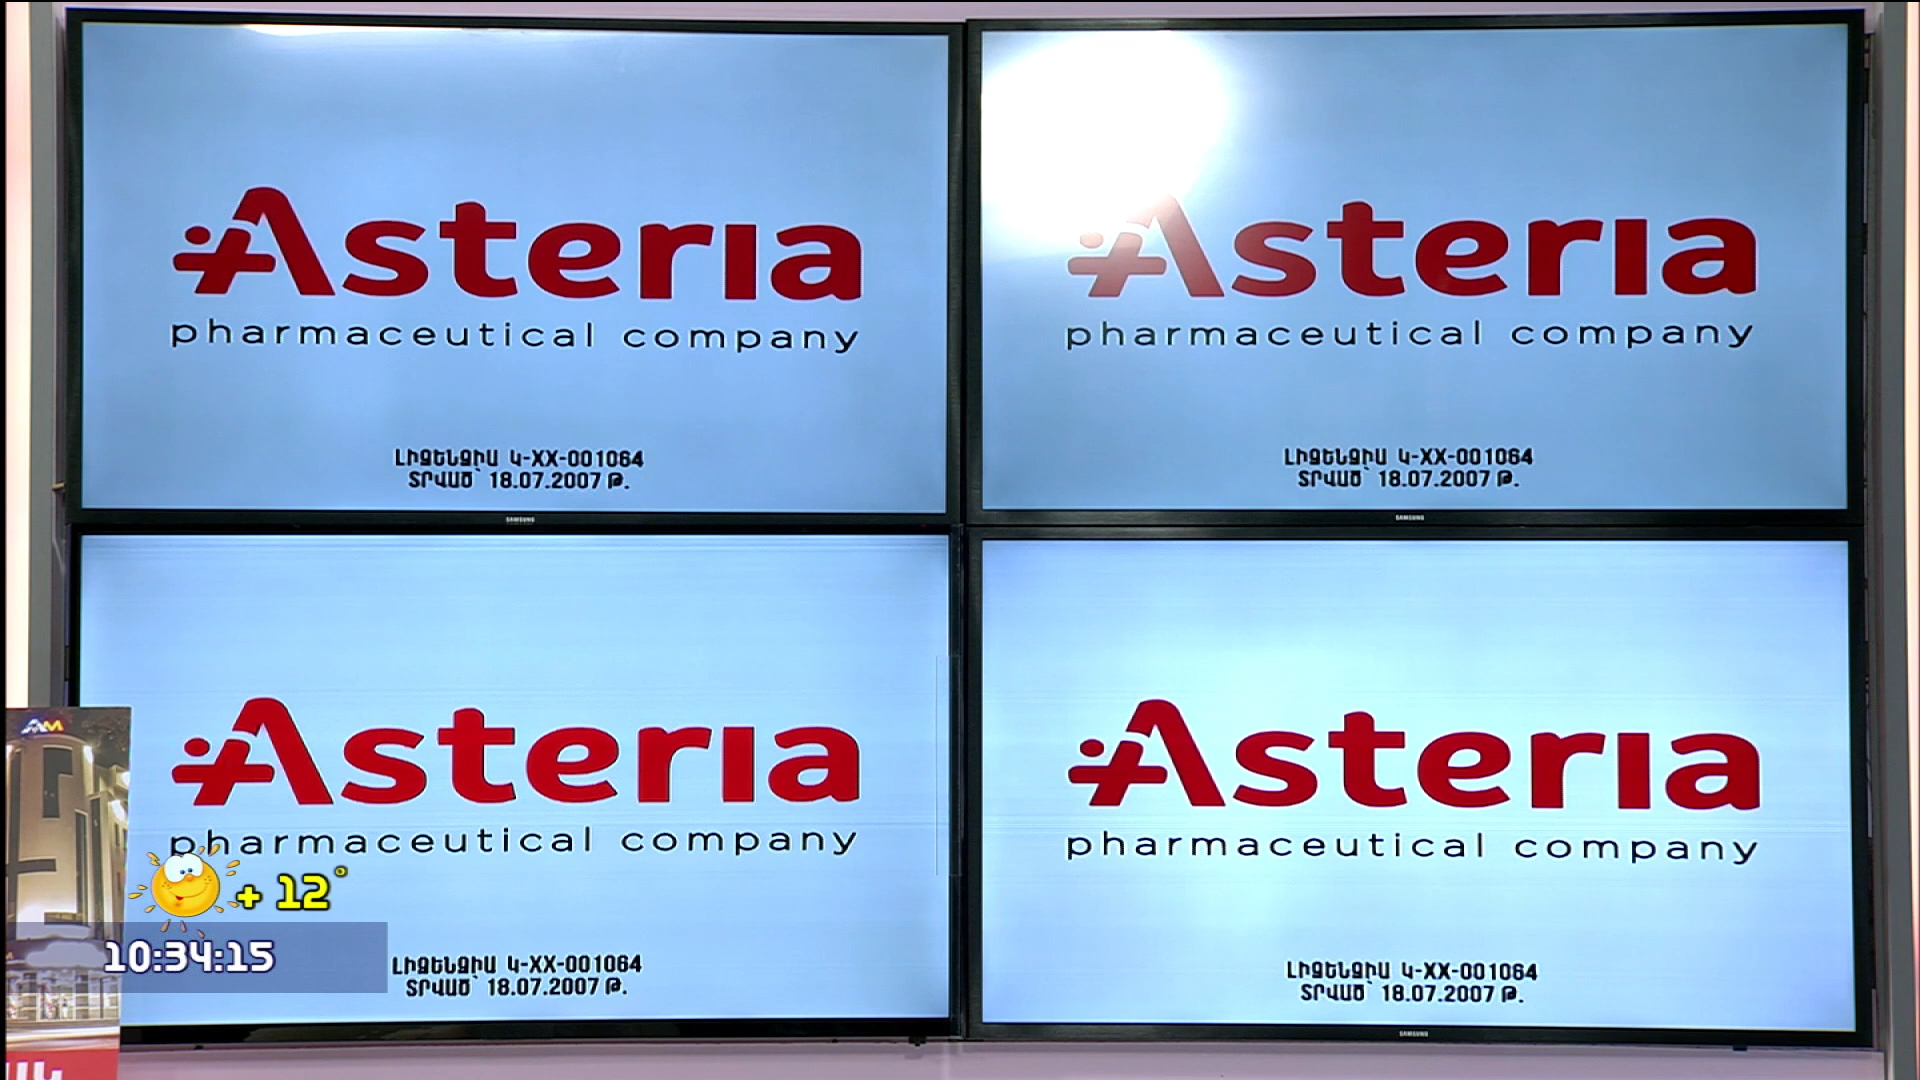 Asteria
pharmaceutical company
ԼԻՑԵՆԶԻԱ Կ-XX-001064
ՏՐՎԱԾ՝ 18.07.2007 Թ.
SAMSUNG
Asteria
pharmaceutical company
ԼԻՑԵՆԶԻԱ Կ-XX-001064
ՏՐՎԱԾ՝ 18.07.2007 Թ.
SAMSUNG
Asteria
pharmaceutical company
ԼԻՑԵՆԶԻԱ Կ-XX-001064
ՏՐՎԱԾ՝ 18.07.2007 Թ.
Asteria
pharmaceutical company
ԼԻՑԵՆԶԻԱ Կ-XX-001064
ՏՐՎԱԾ՝ 18.07.2007 Թ.
SAMSUNG
AM
+ 12°
10:34:15